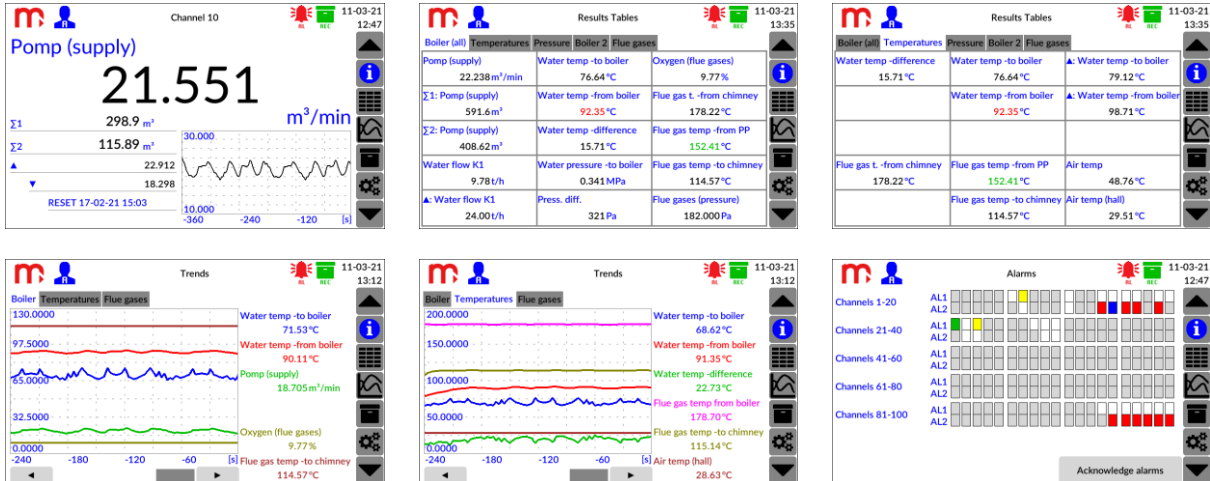 Channel 10
AL
REC
11-03-21
12:47
A
Pomp (supply)
21.551
m³/min
∑1 298.9 m³
∑2 115.89 m³
▲ 22.912
▼ 18.298
RESET 17-02-21 15:03
30.000
10.000
-360 -240 -120 [s]
Results Tables
AL
REC
11-03-21
13:35
A
Boiler (all) Temperatures Pressure Boiler 2 Flue gases
Pomp (supply) Water temp -to boiler Oxygen (flue gases)
22.238 m³/min 76.64 °C 9.77 %
∑1: Pomp (supply) Water temp -from boiler Flue gas t. -from chimney
591.6 m³ 92.35 °C 178.22 °C
∑2: Pomp (supply) Water temp -difference Flue gas temp -from PP
408.62 m³ 15.71 °C 152.41 °C
Water flow K1 Water pressure -to boiler Flue gas temp -to chimney
9.78 t/h 0.341 MPa 114.57 °C
▲: Water flow K1 Press. diff. Flue gases (pressure)
24.00 t/h 321 Pa 182.000 Pa
Results Tables
AL
REC
11-03-21
13:35
A
Boiler (all) Temperatures Pressure Boiler 2 Flue gases
Water temp -difference Water temp -to boiler ▲: Water temp -to boiler
15.71 °C 76.64 °C 79.12 °C
Water temp -from boiler ▲: Water temp -from boiler
92.35 °C 98.71 °C
Flue gas t. -from chimney Flue gas temp -from PP Air temp
178.22 °C 152.41 °C 48.76 °C
Flue gas temp -to chimney Air temp (hall)
114.57 °C 29.51 °C
Trends
AL
REC
11-03-21
13:12
A
Boiler Temperatures Flue gases
130.0000
97.5000
65.0000
32.5000
0.0000
-240 -180 -120 -60 [s]
Water temp -to boiler
71.53 °C
Water temp -from boiler
90.11 °C
Pomp (supply)
18.705 m³/min
Oxygen (flue gases)
9.77 %
Flue gas temp -to chimney
114.57 °C
Trends
AL
REC
11-03-21
13:12
A
Boiler Temperatures Flue gases
200.0000
150.0000
100.0000
50.0000
0.0000
-240 -180 -120 -60 [s]
Water temp -to boiler
68.62 °C
Water temp -from boiler
91.35 °C
Water temp -difference
22.73 °C
Flue gas temp from boiler
178.70 °C
Flue gas temp -to chimney
115.14 °C
Air temp (hall)
28.63 °C
Alarms
AL
REC
11-03-21
12:47
A
Channels 1-20 AL1
AL2
Channels 21-40 AL1
AL2
Channels 41-60 AL1
AL2
Channels 61-80 AL1
AL2
Channels 81-100 AL1
AL2
Acknowledge alarms